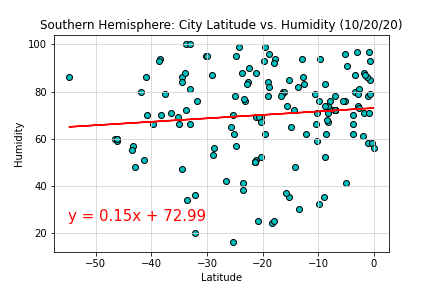 Southern Hemisphere: City Latitude vs. Humidity (10/20/20)
100
80
60
40
20
Humidity
y = 0.15x + 72.99
−50 −40 −30 −20 −10 0
Latitude